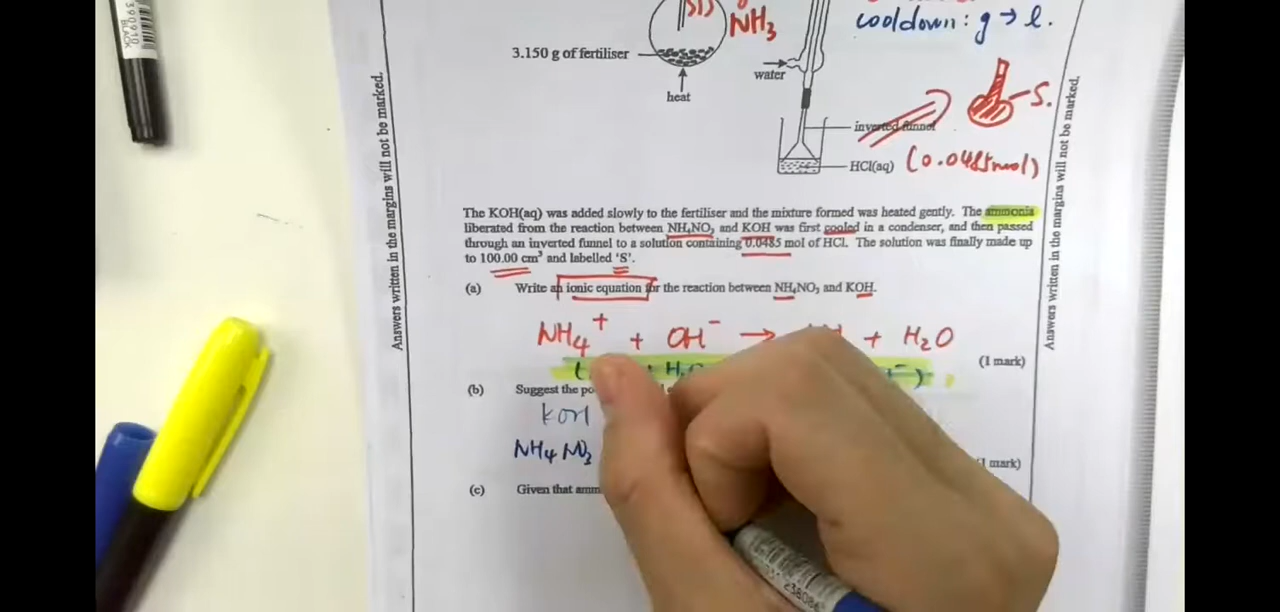 NH3
cooldown: g → l.
3.150 g of fertiliser
water
heat
S.
inverted funnel
HCl(aq) (0.0485mol)
The KOH(aq) was added slowly to the fertiliser and the mixture formed was heated gently. The ammonia
liberated from the reaction between NH4NO3 and KOH was first cooled in a condenser, and then passed
through an inverted funnel to a solution containing 0.0485 mol of HCl. The solution was finally made up
to 100.00 cm³ and labelled 'S'.
(a) Write an ionic equation for the reaction between NH4NO3 and KOH.
NH4+ + OH- → + H2O
(1 mark)
(b) Suggest the
KOH
NH4NO3
mark)
(c) Given that
Answers written in the margins will not be marked.
Answers written in the margins will not be marked.
BLACK